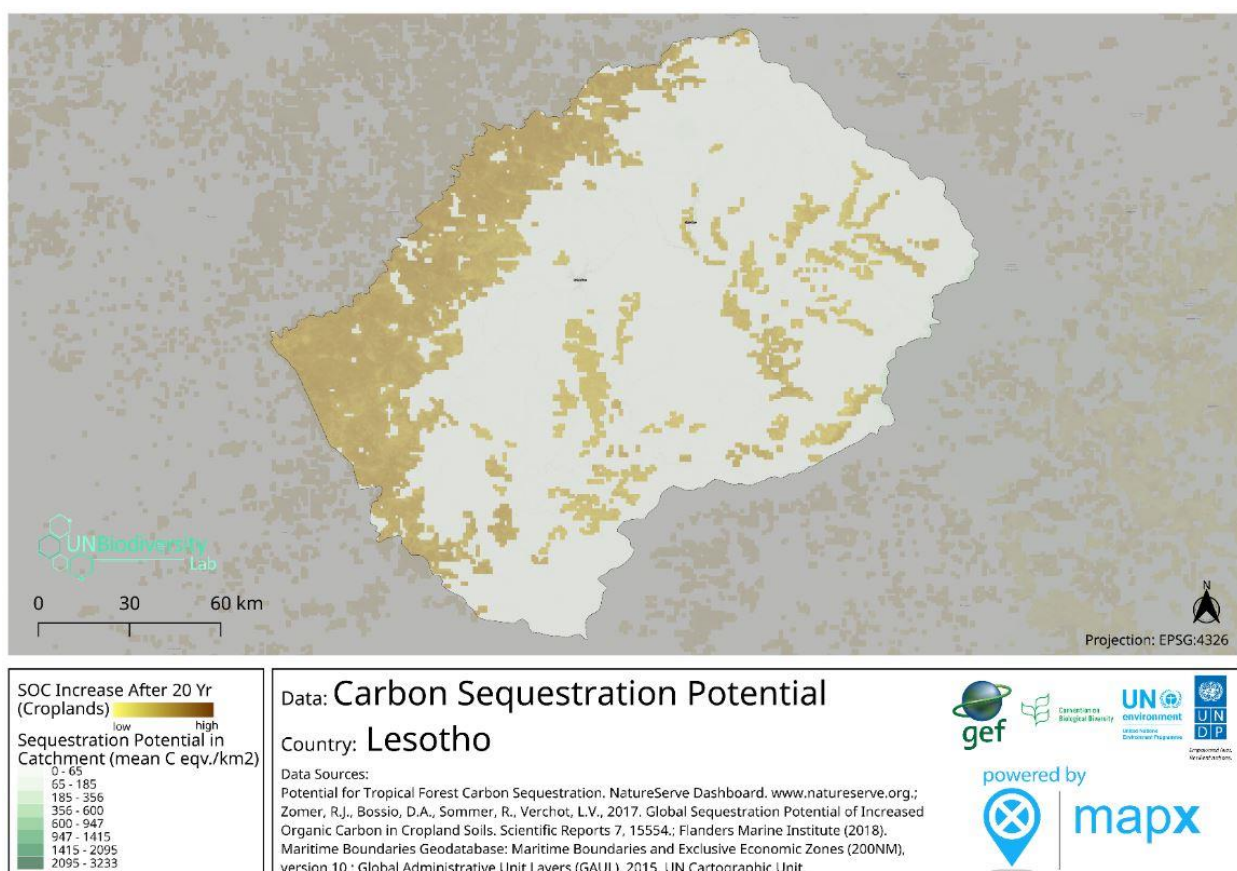 UNBiodiversity
Lab
0 30 60 km
N
Projection: EPSG:4326
SOC Increase After 20 Yr
(Croplands)
low high
Sequestration Potential in
Catchment (mean C eqv./km2)
0 - 65
65 - 185
185 - 356
356 - 600
600 - 947
947 - 1415
1415 - 2095
2095 - 3233
Data: Carbon Sequestration Potential
Country: Lesotho
Data Sources:
Potential for Tropical Forest Carbon Sequestration. NatureServe Dashboard. www.natureserve.org.;
Zomer, R.J., Bossio, D.A., Sommer, R., Verchot, L.V., 2017. Global Sequestration Potential of Increased
Organic Carbon in Cropland Soils. Scientific Reports 7, 15554.; Flanders Marine Institute (2018).
Maritime Boundaries Geodatabase: Maritime Boundaries and Exclusive Economic Zones (200NM),
version 10.; Global Administrative Unit Layers (GAUL), 2015. UN Cartographic Unit
gef
Convention on
Biological Diversity
UN
environment
United Nations
Environment Programme
UN
DP
Empowered lives.
Resilient nations.
powered by
mapx